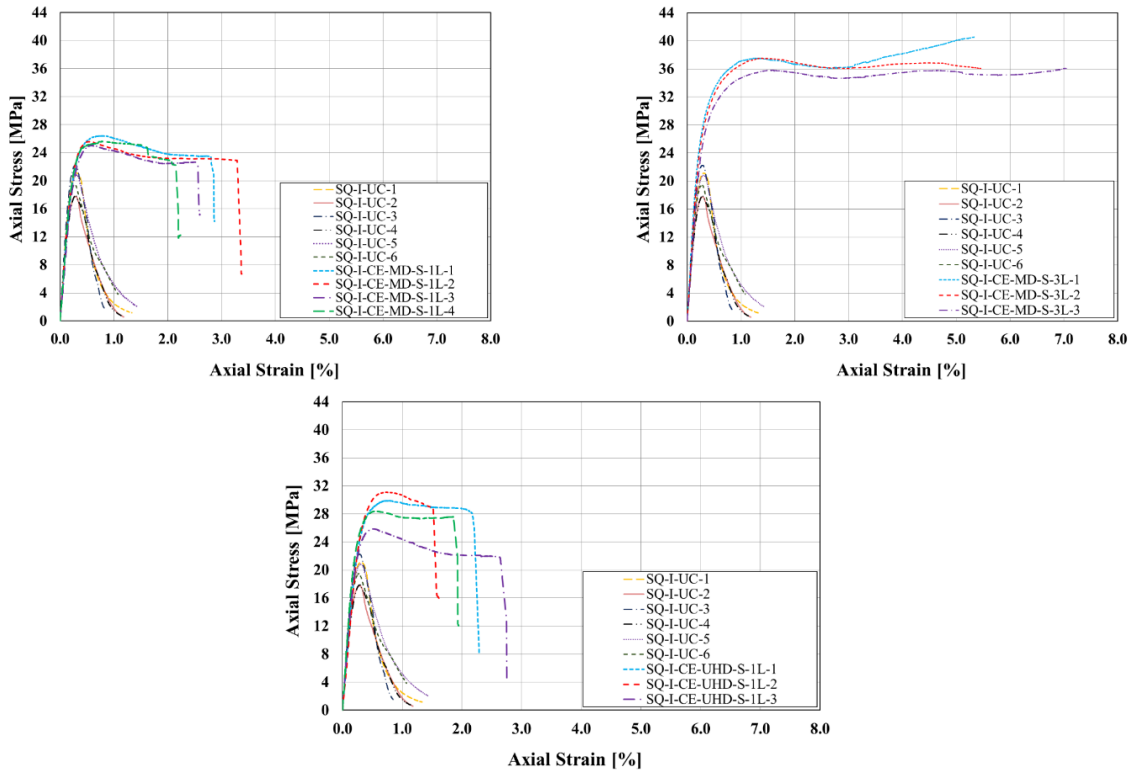 44
40
36
32
28
24
20
16
12
8
4
0
Axial Stress [MPa]
SQ-I-UC-1
SQ-I-UC-2
SQ-I-UC-3
SQ-I-UC-4
SQ-I-UC-5
SQ-I-UC-6
SQ-I-CE-MD-S-1L-1
SQ-I-CE-MD-S-1L-2
SQ-I-CE-MD-S-1L-3
SQ-I-CE-MD-S-1L-4
0.0 1.0 2.0 3.0 4.0 5.0 6.0 7.0 8.0
Axial Strain [%]
44
40
36
32
28
24
20
16
12
8
4
0
Axial Stress [MPa]
SQ-I-UC-1
SQ-I-UC-2
SQ-I-UC-3
SQ-I-UC-4
SQ-I-UC-5
SQ-I-UC-6
SQ-I-CE-MD-S-3L-1
SQ-I-CE-MD-S-3L-2
SQ-I-CE-MD-S-3L-3
0.0 1.0 2.0 3.0 4.0 5.0 6.0 7.0 8.0
Axial Strain [%]
44
40
36
32
28
24
20
16
12
8
4
0
Axial Stress [MPa]
SQ-I-UC-1
SQ-I-UC-2
SQ-I-UC-3
SQ-I-UC-4
SQ-I-UC-5
SQ-I-UC-6
SQ-I-CE-UHD-S-1L-1
SQ-I-CE-UHD-S-1L-2
SQ-I-CE-UHD-S-1L-3
0.0 1.0 2.0 3.0 4.0 5.0 6.0 7.0 8.0
Axial Strain [%]